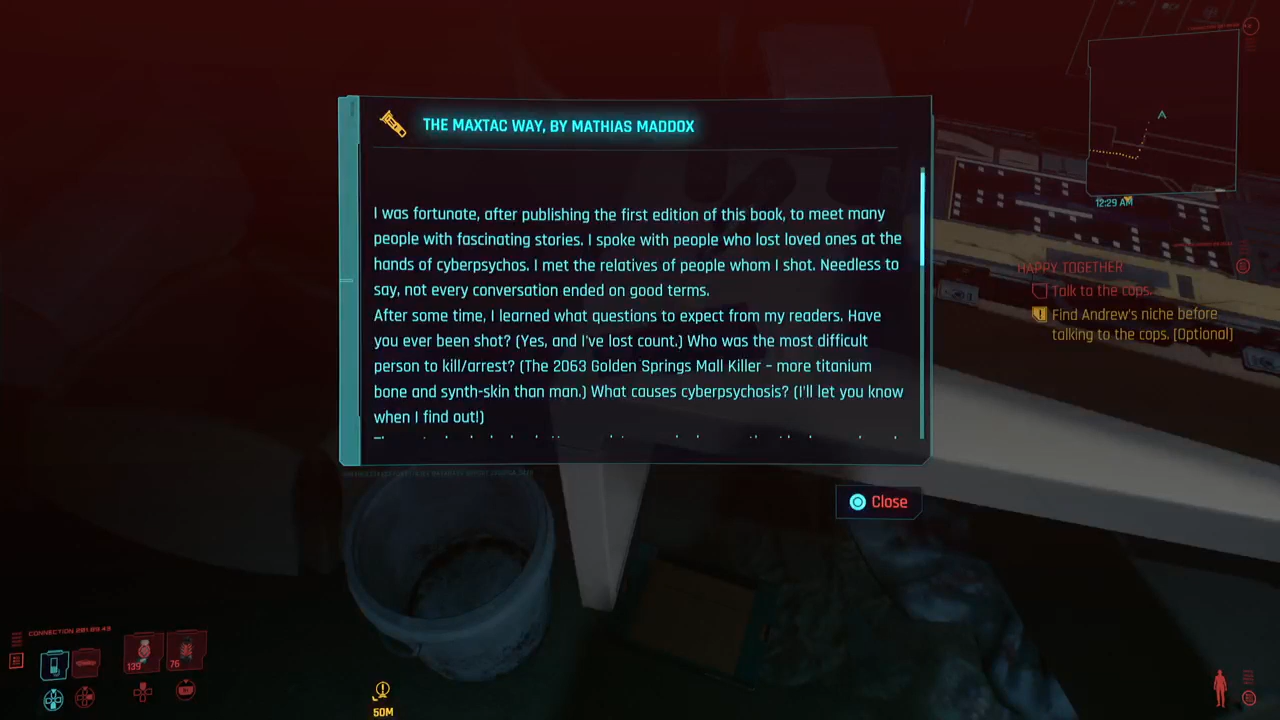 THE MAXTAC WAY, BY MATHIAS MADDOX
I was fortunate, after publishing the first edition of this book, to meet many
people with fascinating stories. I spoke with people who lost loved ones at the
hands of cyberpsychos. I met the relatives of people whom I shot. Needless to
say, not every conversation ended on good terms.
After some time, I learned what questions to expect from my readers. Have
you ever been shot? (Yes, and I've lost count.) Who was the most difficult
person to kill/arrest? (The 2063 Golden Springs Mall Killer – more titanium
bone and synth-skin than man.) What causes cyberpsychosis? (I'll let you know
when I find out!)
Close
12:29 AM
HAPPY TOGETHER
Talk to the cops.
Find Andrew's niche before
talking to the cops. [Optional]
139
76
50M